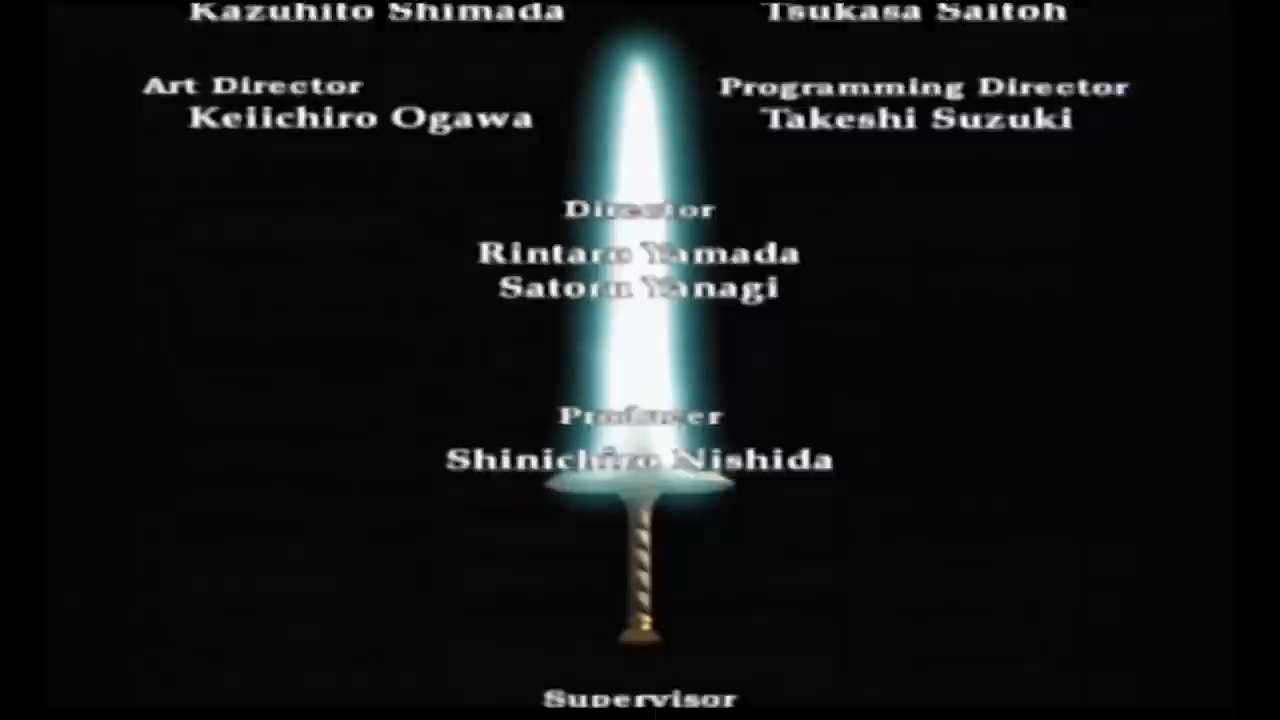 Kazuhito Shimada
Tsukasa Saitoh
Art Director
Keiichiro Ogawa
Programming Director
Takeshi Suzuki
Director
Rintaro Yamada
Satoru Yanagi
Producer
Shinichiro Nishida
Supervisor